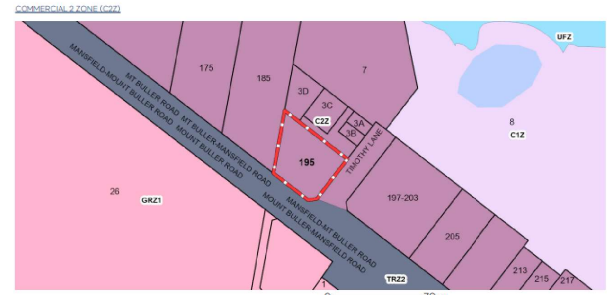 COMMERCIAL 2 ZONE (C2Z)
UFZ
175
185
7
3D
3C
C2Z
3A
3B
8
C1Z
MT BULLER ROAD MT BULLER-MANSFIELD ROAD
MANSFIELD-MOUNT BULLER ROAD MOUNT BULLER ROAD
195
TIMOTHY LANE
26
GRZ1
197-203
MANSFIELD-MT BULLER ROAD
MOUNT BULLER-MANSFIELD ROAD
205
TRZ2
213
215
217
1